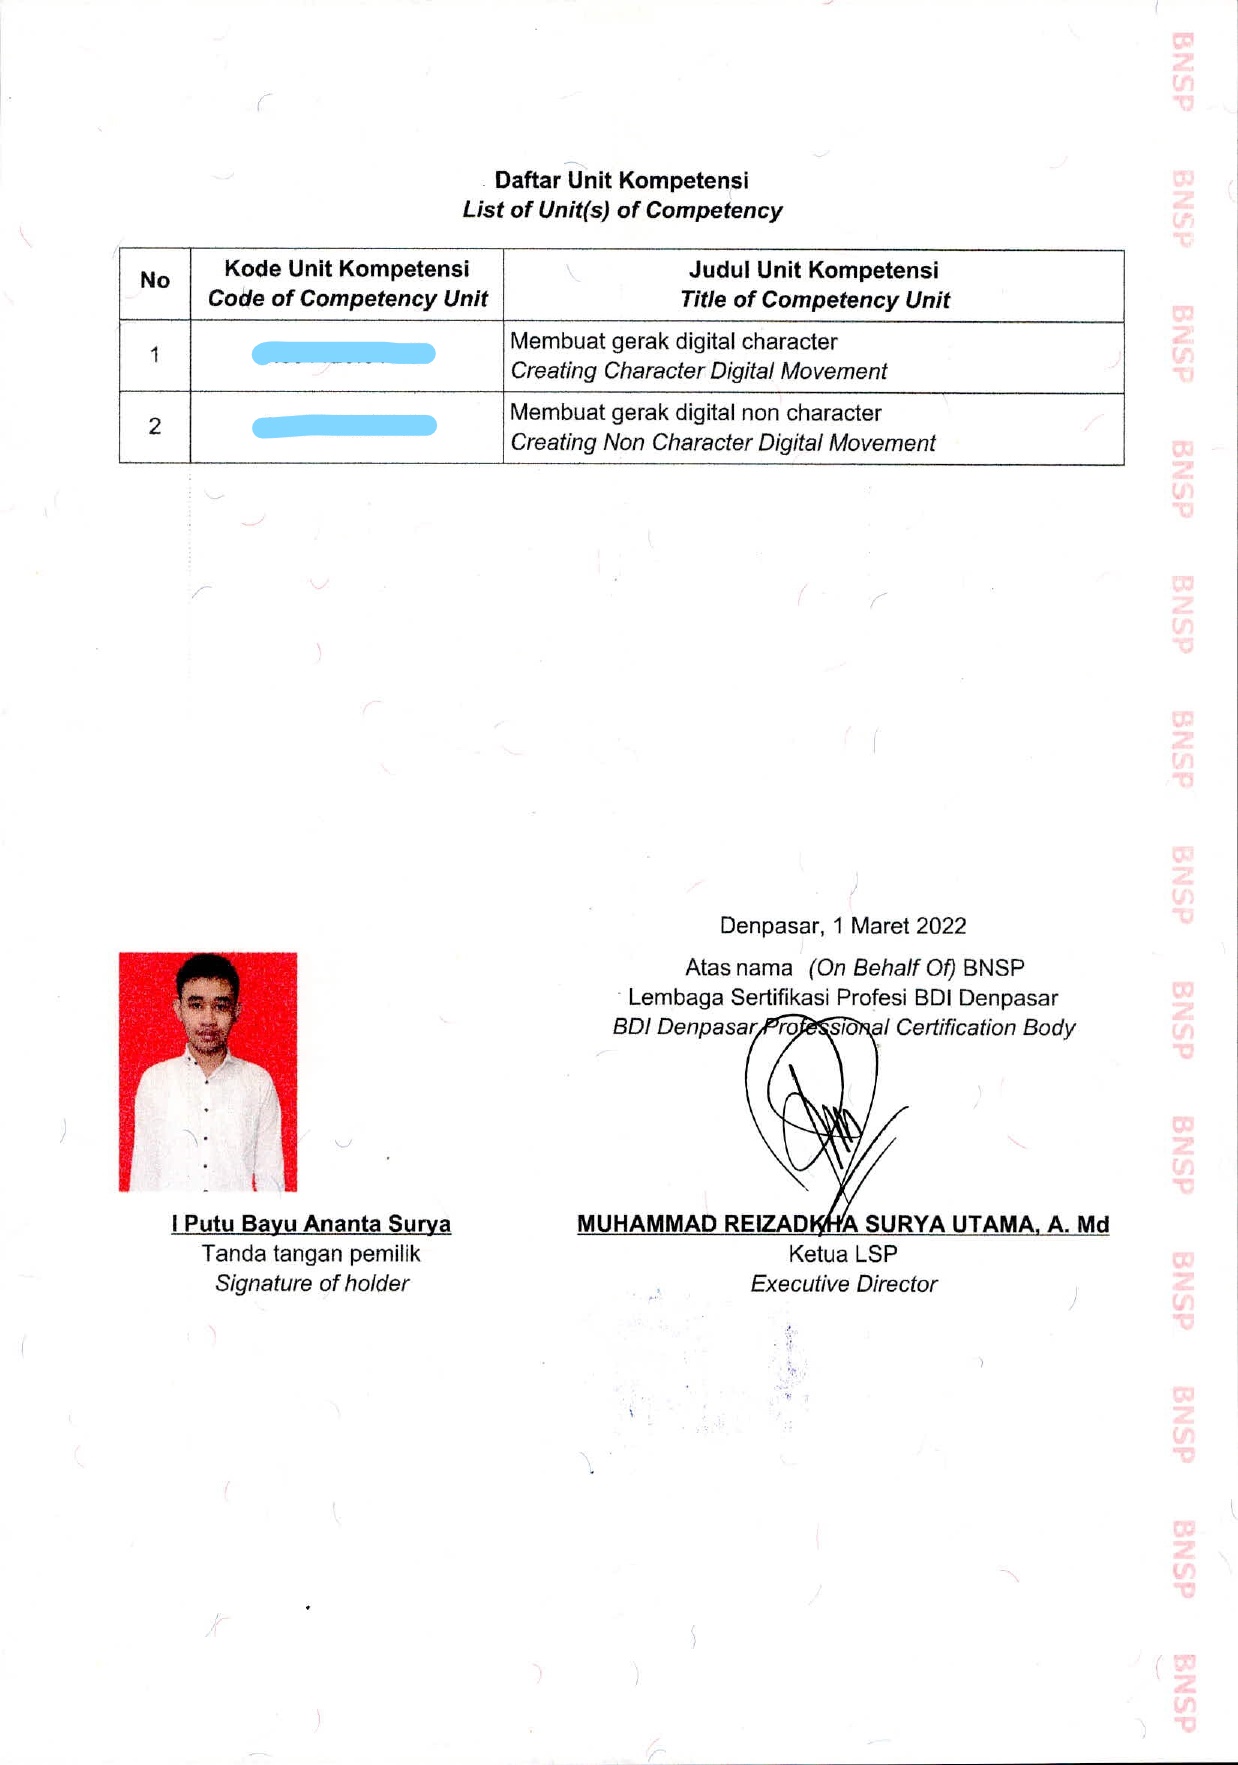 Daftar Unit Kompetensi
List of Unit(s) of Competency
No
Kode Unit Kompetensi
Code of Competency Unit
Judul Unit Kompetensi
Title of Competency Unit
1
Membuat gerak digital character
Creating Character Digital Movement
2
Membuat gerak digital non character
Creating Non Character Digital Movement
Denpasar, 1 Maret 2022
Atas nama (On Behalf Of) BNSP
Lembaga Sertifikasi Profesi BDI Denpasar
BDI Denpasar Professional Certification Body
I Putu Bayu Ananta Surya
Tanda tangan pemilik
Signature of holder
MUHAMMAD REIZADKHA SURYA UTAMA, A. Md
Ketua LSP
Executive Director
BNSP
BNSP
BNSP
BNSP
BNSP
BNSP
BNSP
BNSP
BNSP
BNSP
BNSP
BNSP
BNSP